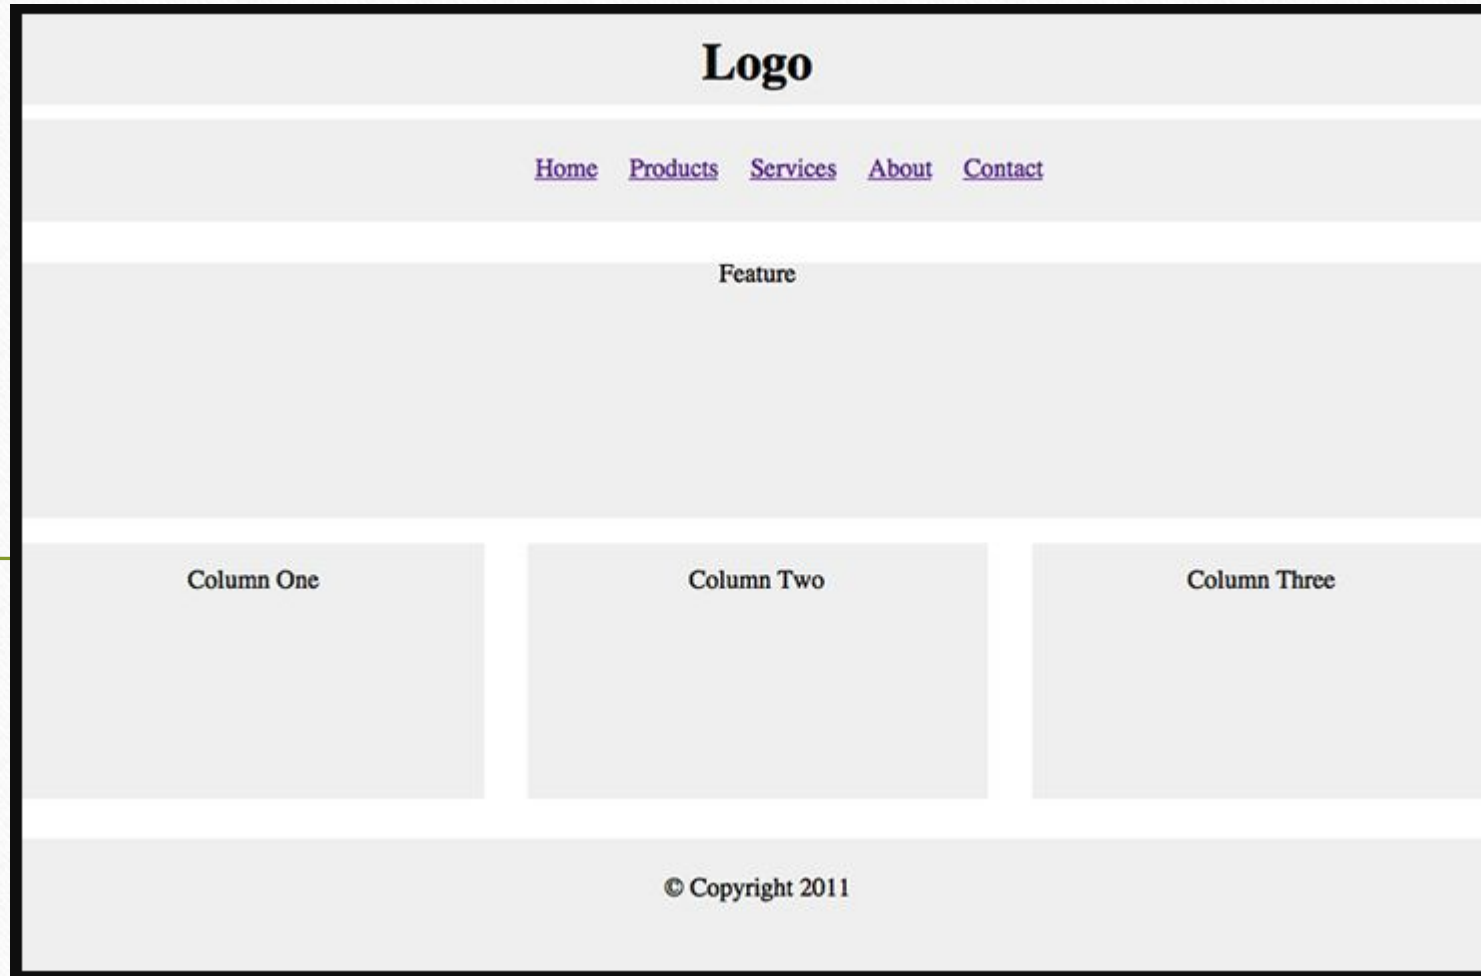 Logo
Home Products Services About Contact
Feature
Column One Column Two Column Three
© Copyright 2011